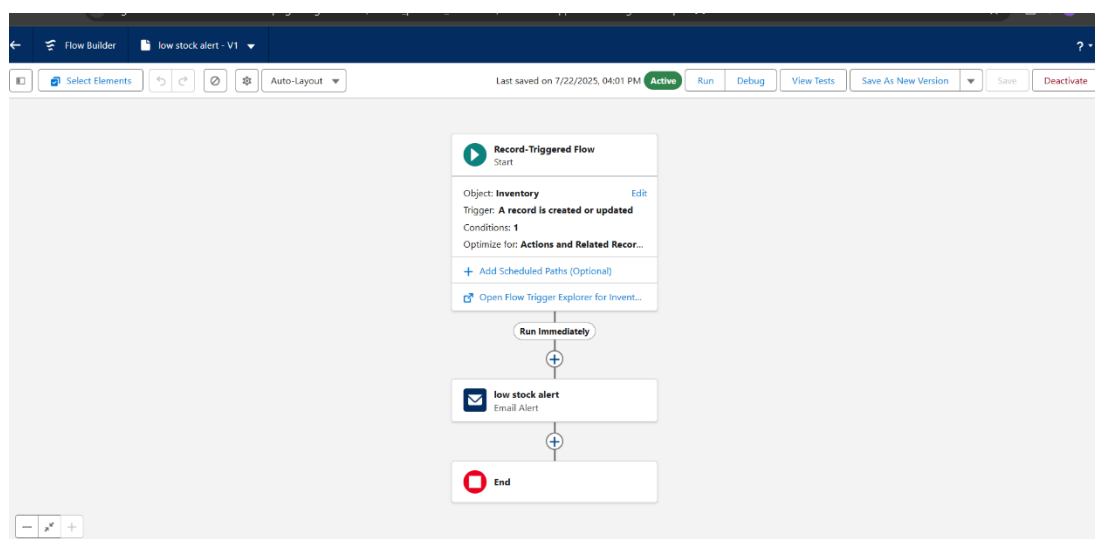 Flow Builder low stock alert - V1
?
Select Elements Auto-Layout Last saved on 7/22/2025, 04:01 PM Active Run Debug View Tests Save As New Version Save Deactivate
Record-Triggered Flow
Start
Object: Inventory Edit
Trigger: A record is created or updated
Conditions: 1
Optimize for: Actions and Related Recor...
+ Add Scheduled Paths (Optional)
Open Flow Trigger Explorer for Invent...
Run Immediately
low stock alert
Email Alert
End